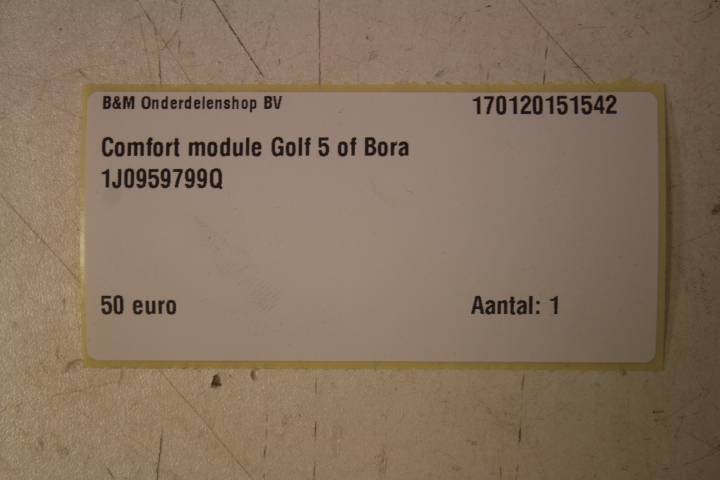 B&M Onderdelenshop BV 170120151542
Comfort module Golf 5 of Bora
1J0959799Q
50 euro Aantal: 1